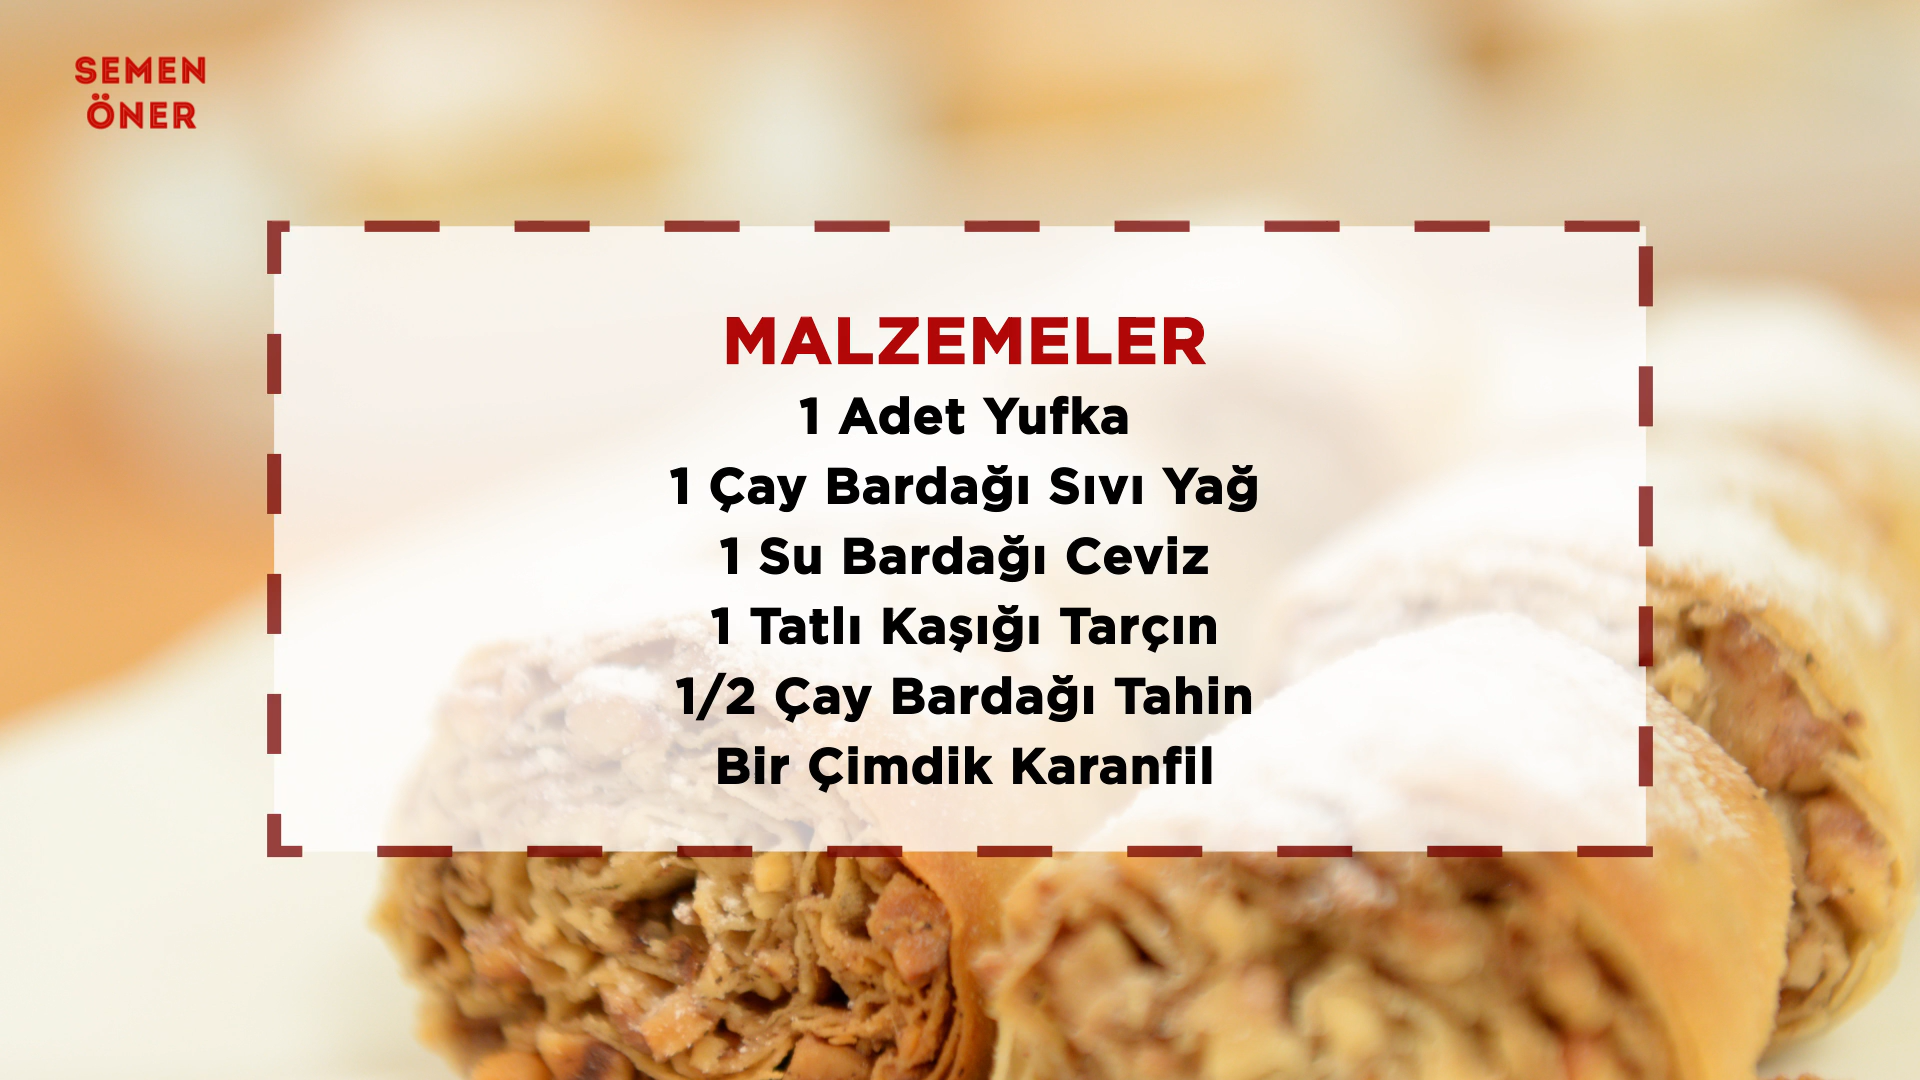 SEMEN
ÖNER
MALZEMELER
1 Adet Yufka
1 Çay Bardağı Sıvı Yağ
1 Su Bardağı Ceviz
1 Tatlı Kaşığı Tarçın
1/2 Çay Bardağı Tahin
Bir Çimdik Karanfil